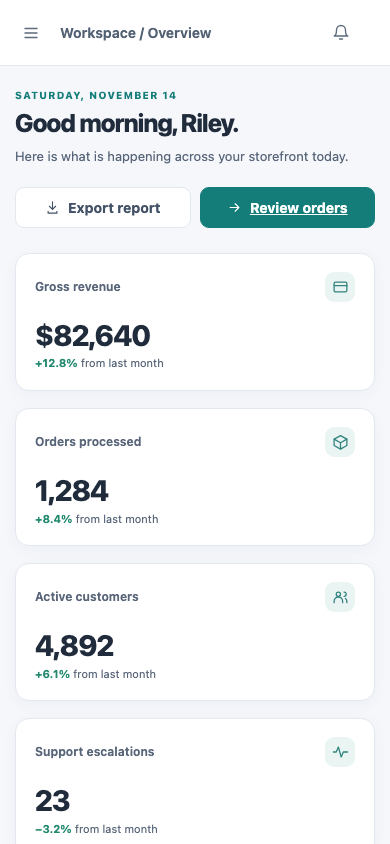 Workspace / Overview
SATURDAY, NOVEMBER 14
Good morning, Riley.
Here is what is happening across your storefront today.
Export report
Review orders
Gross revenue
$82,640
+12.8% from last month
Orders processed
1,284
+8.4% from last month
Active customers
4,892
+6.1% from last month
Support escalations
23
−3.2% from last month